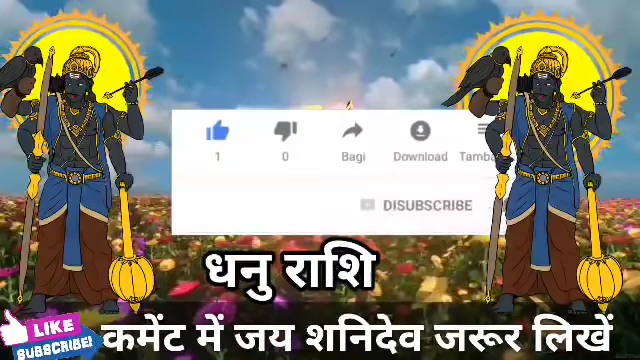 1 0 Bagi Download Tamba
DISUBSCRIBE
धनु राशि
LIKE
SUBSCRIBE!
कमेंट में जय शनिदेव जरूर लिखें